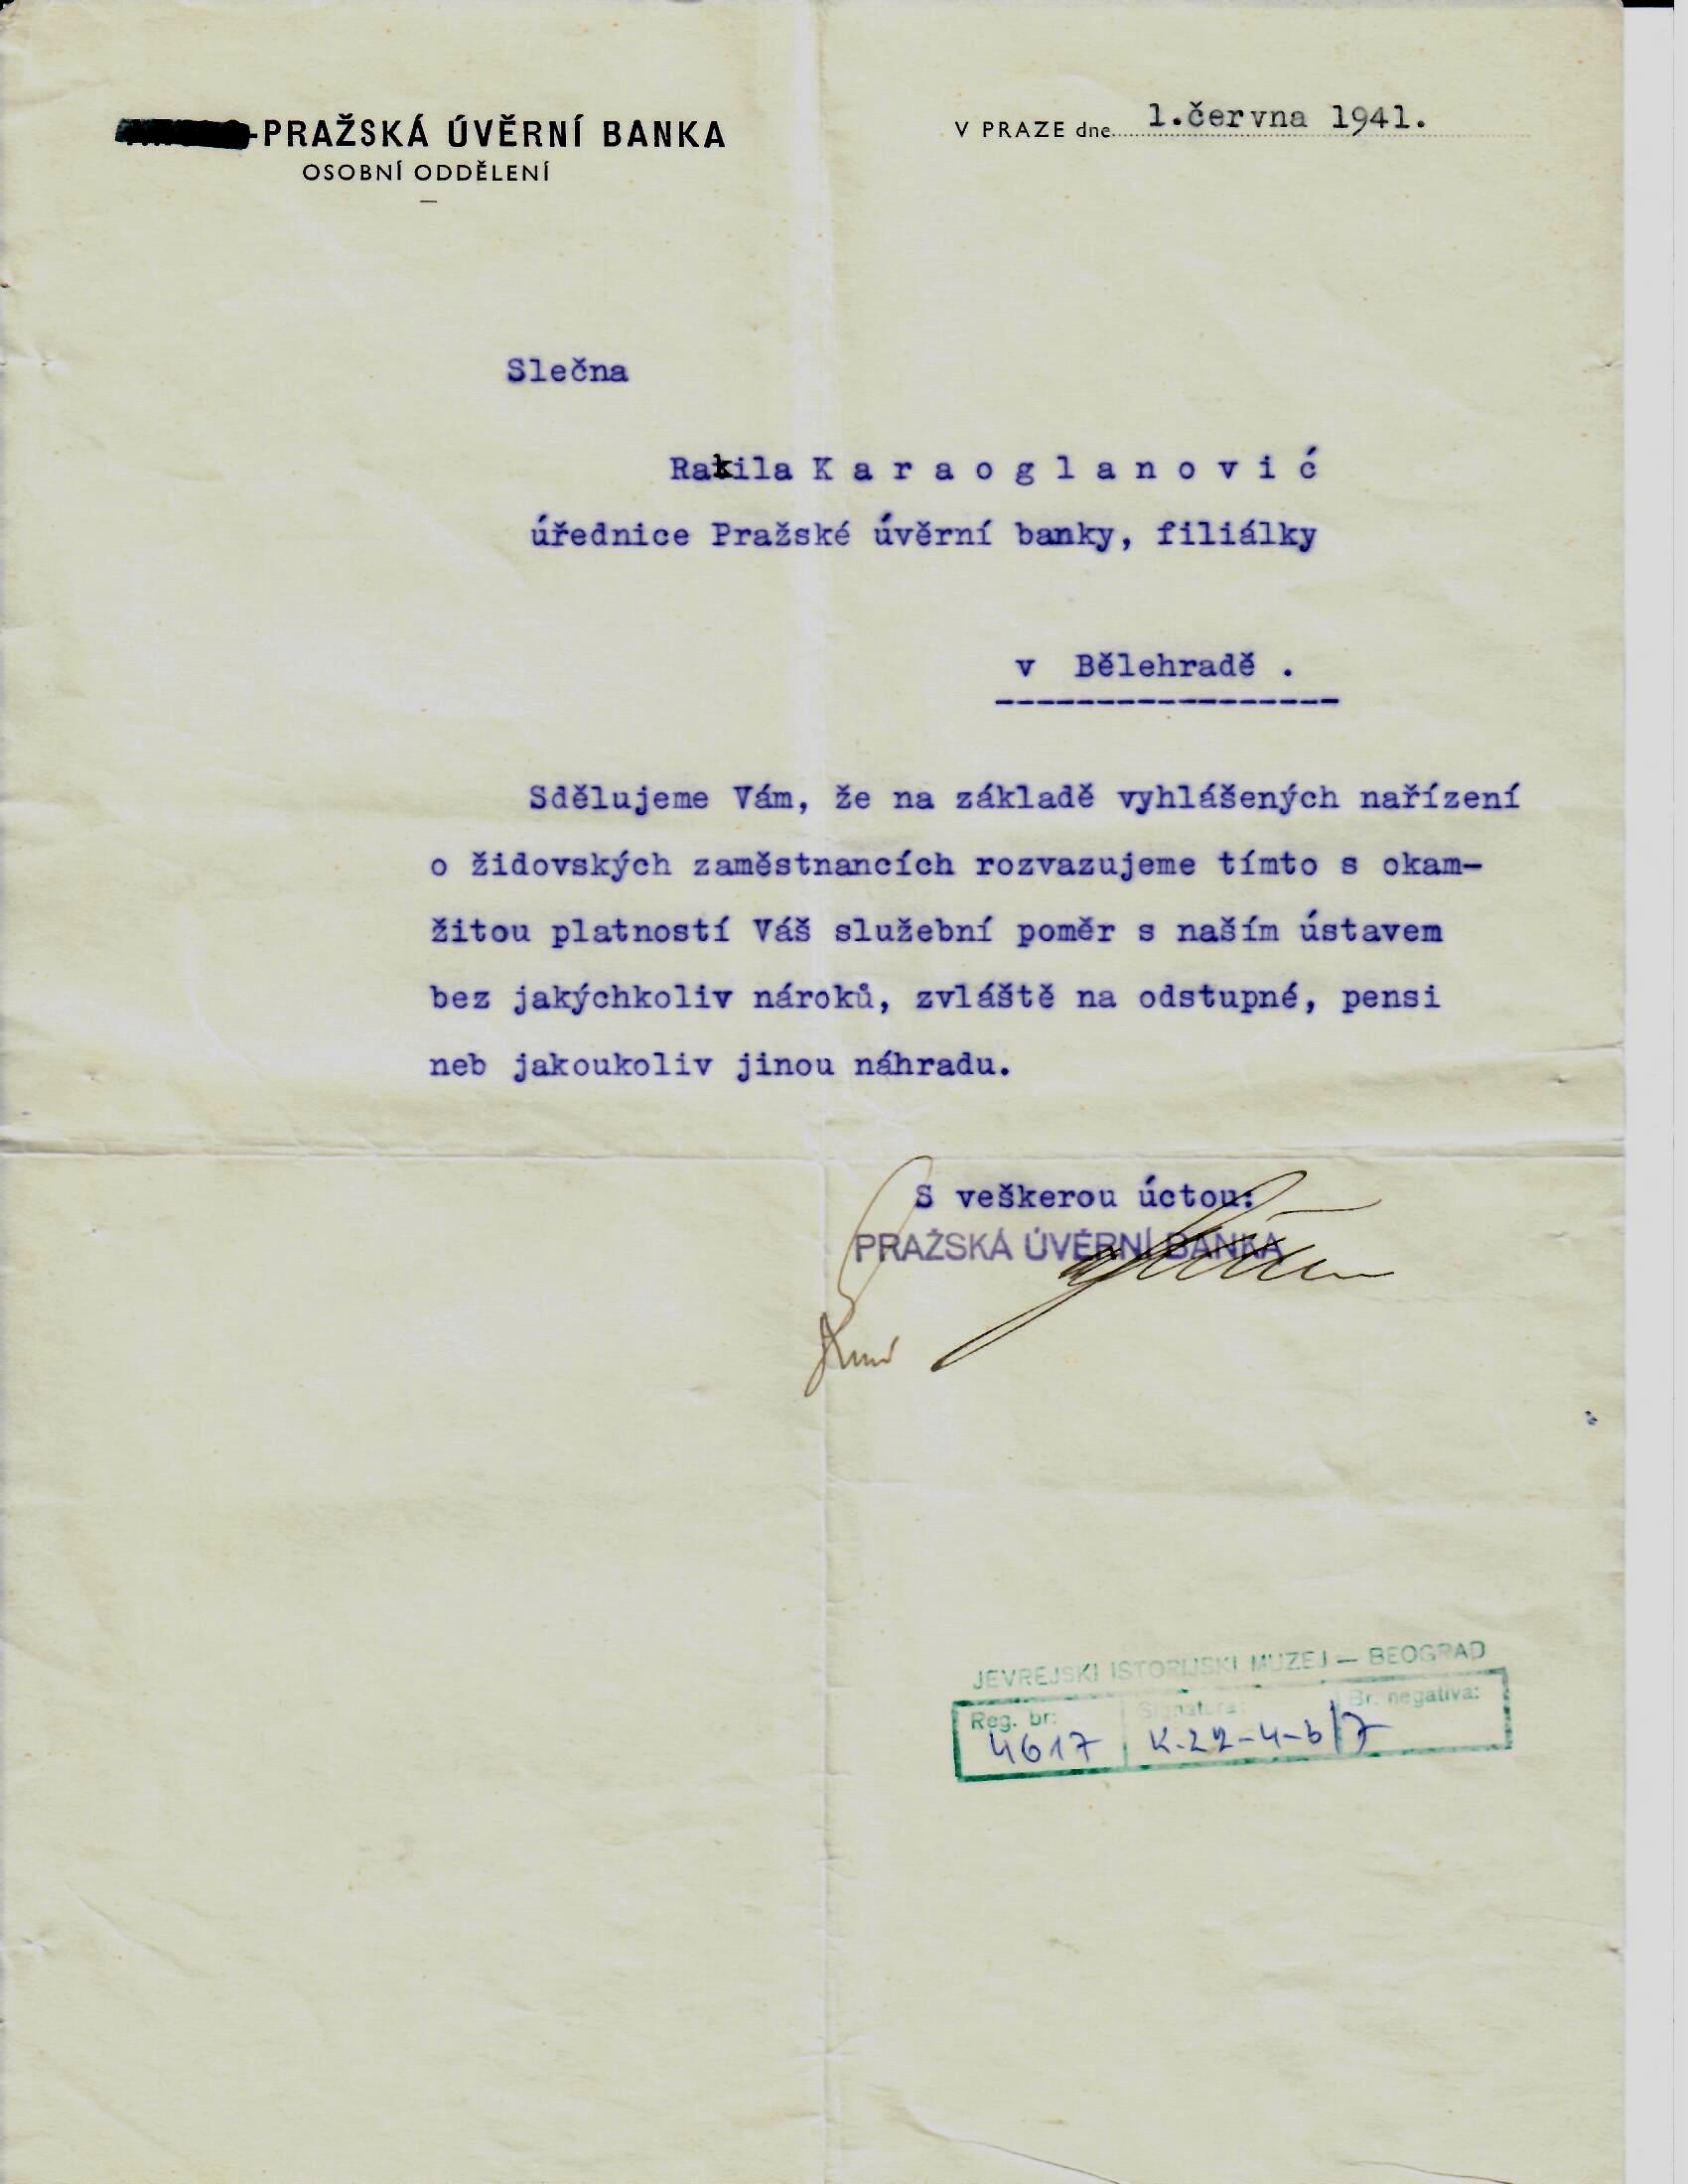 -PRAŽSKÁ ÚVĚRNÍ BANKA
OSOBNÍ ODDĚLENÍ
V PRAZE dne 1.června 1941.
Slečna
Rakila Karaoglanović
úřednice Pražské úvěrní banky, filiálky
v Bělehradě .
Sdělujeme Vám, že na základě vyhlášených nařízení
o židovských zaměstnancích rozvazujeme tímto s okam-
žitou platností Váš služební poměr s naším ústavem
bez jakýchkoliv nároků, zvláště na odstupné, pensi
neb jakoukoliv jinou náhradu.
S veškerou úctou:
PRAŽSKÁ ÚVĚRNÍ BANKA
JEVREJSKI ISTORIJSKI MUZEJ — BEOGRAD
Reg. br: Signatura: Br. negativa:
4617 K-22-4-b/7